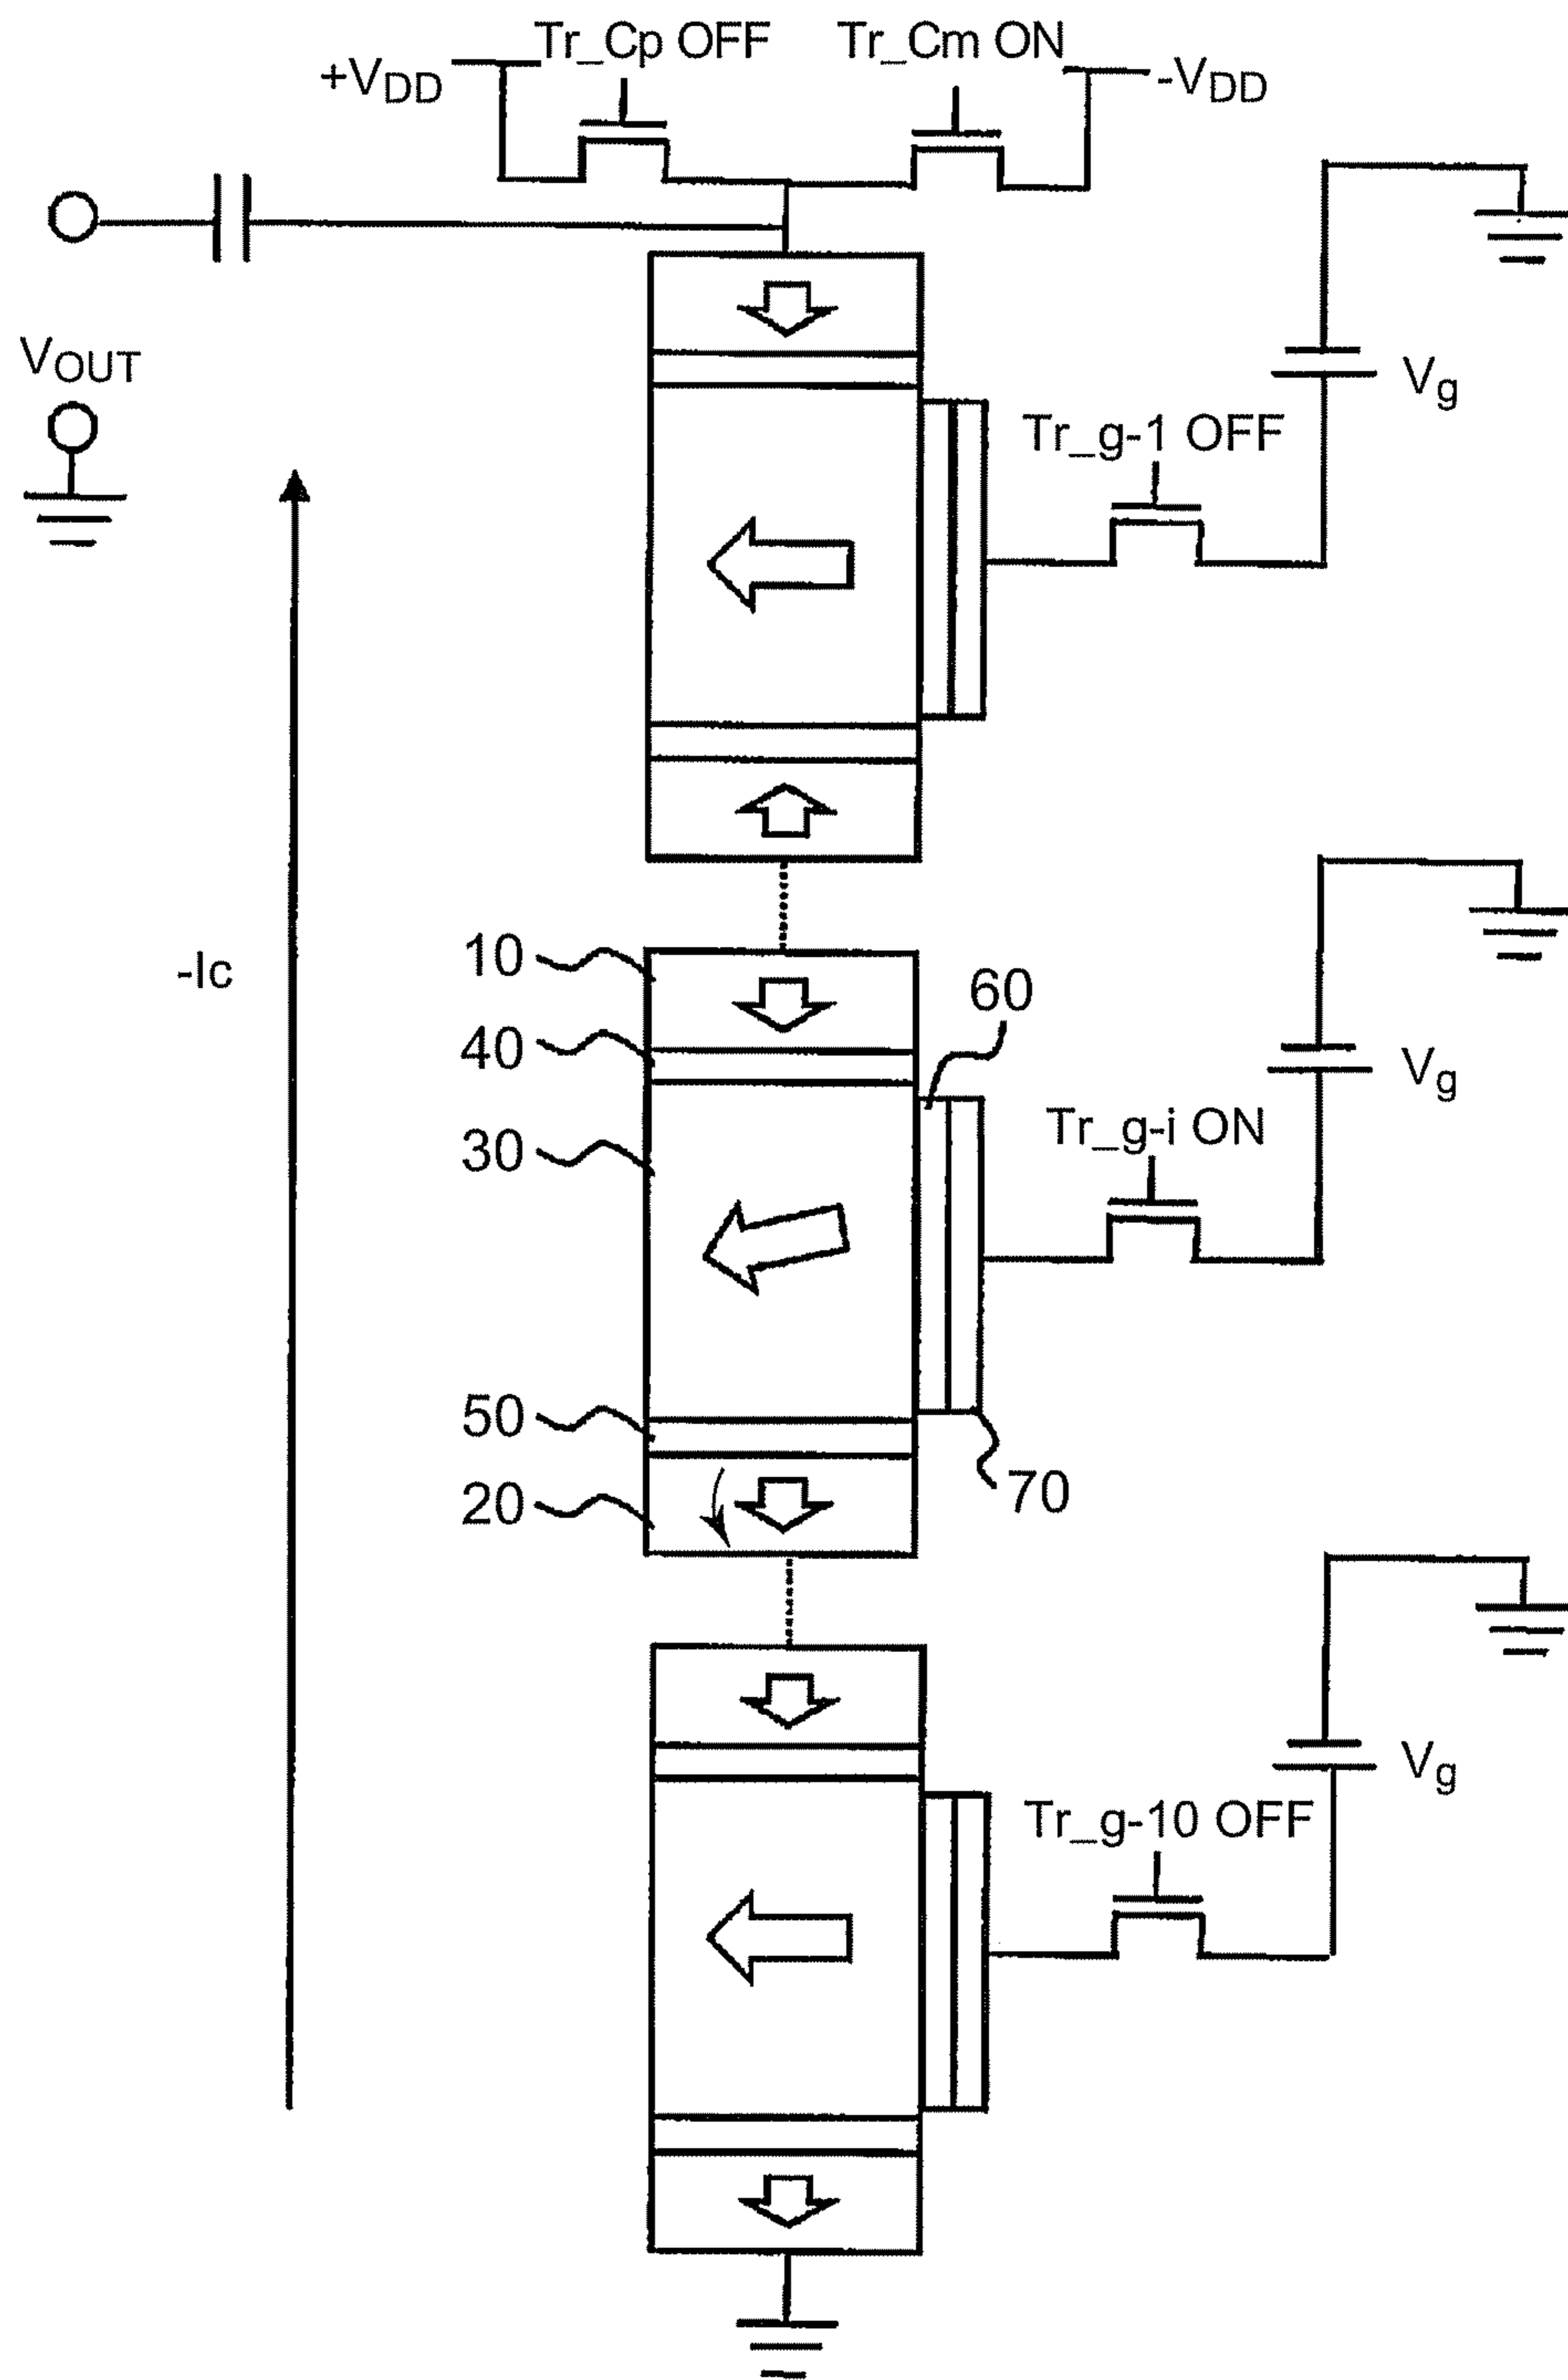 Tr_Cp OFF
Tr_Cm ON
+VDD
-VDD
VOUT
Vg
Tr_g-1 OFF
-Ic
10
60
40
Vg
30
Tr_g-i ON
50
70
20
Vg
Tr_g-10 OFF